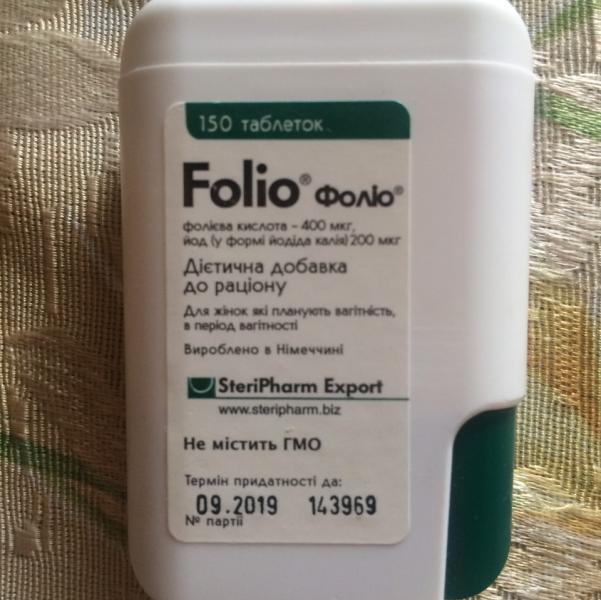 150 таблеток
Folio® Фоліо®
фолієва кислота – 400 мкг,
йод (у формі йодіда калія) 200 мкг
Дієтична добавка
до раціону
Для жінок які планують вагітність,
в період вагітності
Вироблено в Німеччині
SteriPharm Export
www.steripharm.biz
Не містить ГМО
Термін придатності до:
09.2019 143969
№ партії